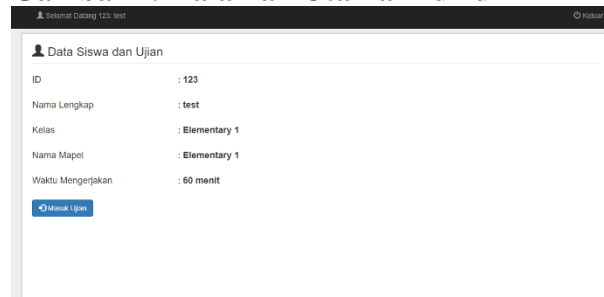 Selamat Datang 123: test
Keluar
Data Siswa dan Ujian
ID : 123
Nama Lengkap : test
Kelas : Elementary 1
Nama Mapel : Elementary 1
Waktu Mengerjakan : 60 menit
Masuk Ujian